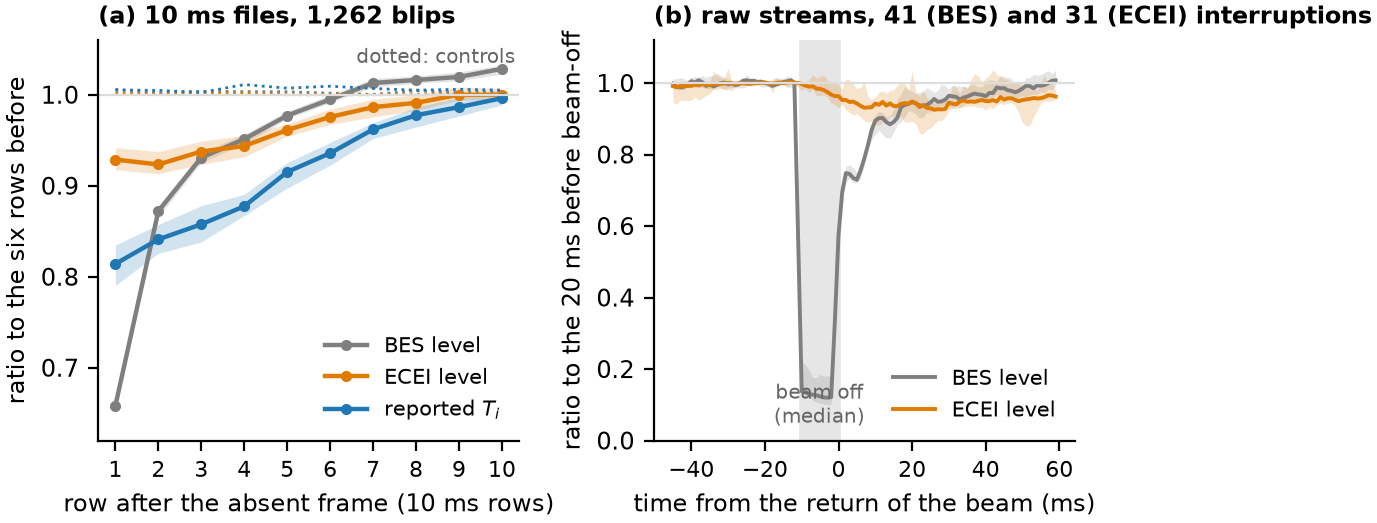 (a) 10 ms files, 1,262 blips
ratio to the six rows before
1.0
0.9
0.8
0.7
dotted: controls
BES level
ECEI level
reported Tᵢ
1 2 3 4 5 6 7 8 9 10
row after the absent frame (10 ms rows)
(b) raw streams, 41 (BES) and 31 (ECEI) interruptions
ratio to the 20 ms before beam-off
1.0
0.8
0.6
0.4
0.2
0.0
beam off
(median)
BES level
ECEI level
−40 −20 0 20 40 60
time from the return of the beam (ms)